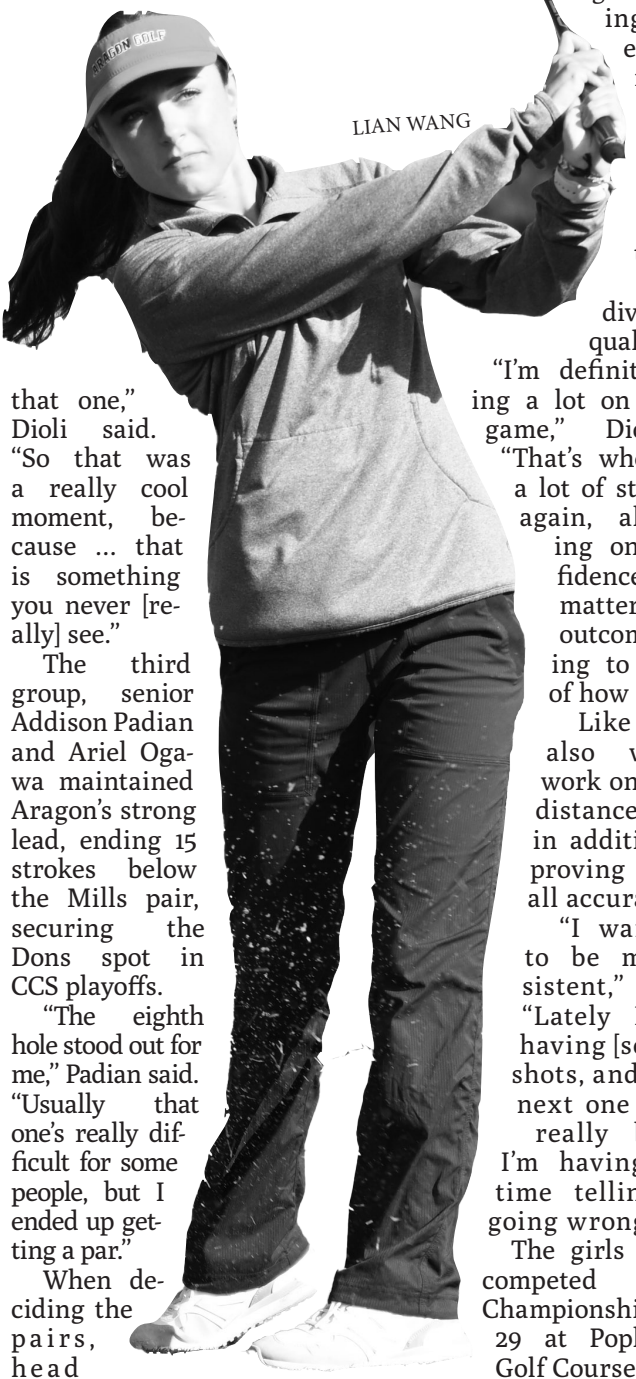 ARAGON GOLF
LIAN WANG
that one,”
Dioli said.
“So that was
a really cool
moment, be-
cause ... that
is something
you never [re-
ally] see.”
The third
group, senior
Addison Padian
and Ariel Oga-
wa maintained
Aragon’s strong
lead, ending 15
strokes below
the Mills pair,
securing the
Dons spot in
CCS playoffs.
“The eighth
hole stood out for
me,” Padian said.
“Usually that
one’s really dif-
ficult for some
people, but I
ended up get-
ting a par.”
When de-
ciding the
pairs,
head
ing
div
qual
“I’m definit
ing a lot on
game,” Dio
“That’s who
a lot of st
again, al
ing on
fidence
matter
outcom
ing to
of how
Like
also w
work on
distance
in additi
proving
all accura
“I wa
to be m
sistent,”
“Lately
having [so
shots, and
next one
really
I’m having
time tellin
going wrong
The girls
competed
Championshi
29 at Popl
Golf Course